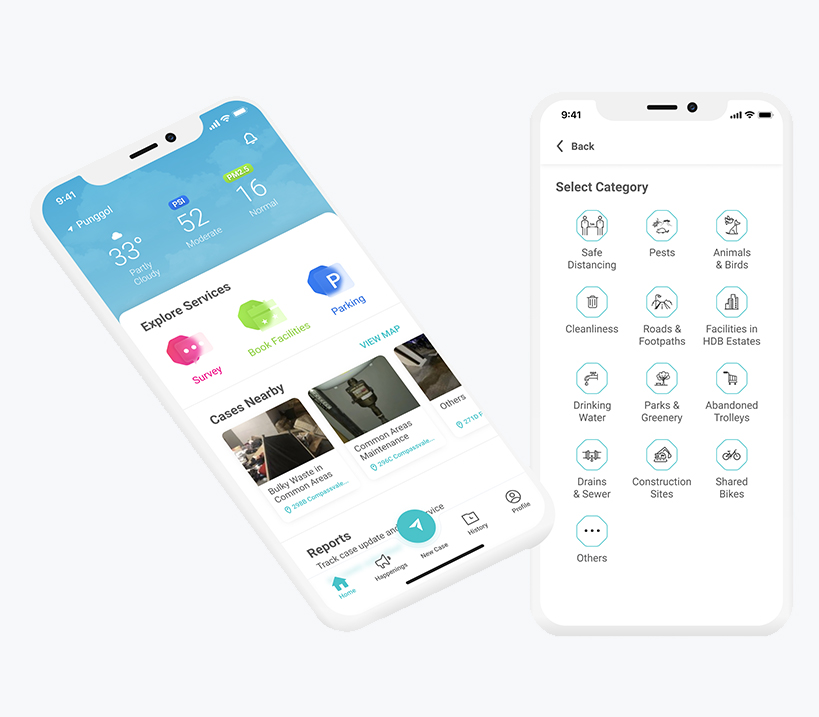 9:41
Punggol
33°
Partly
Cloudy
PSI
52
Moderate
PM2.5
16
Normal
Explore Services
Survey
Book Facilities
P
Parking
Cases Nearby
VIEW MAP
Bulky Waste in
Common Areas
298B Compassvale...
Common Areas
Maintenance
296C Compassvale...
Others
Reports
Track case update and
Home
Happenings
New Case
History
Profile
9:41
Back
Select Category
Safe
Distancing
Pests
Animals
& Birds
Cleanliness
Roads &
Footpaths
Facilities in
HDB Estates
Drinking
Water
Parks &
Greenery
Abandoned
Trolleys
Drains
& Sewer
Construction
Sites
Shared
Bikes
Others